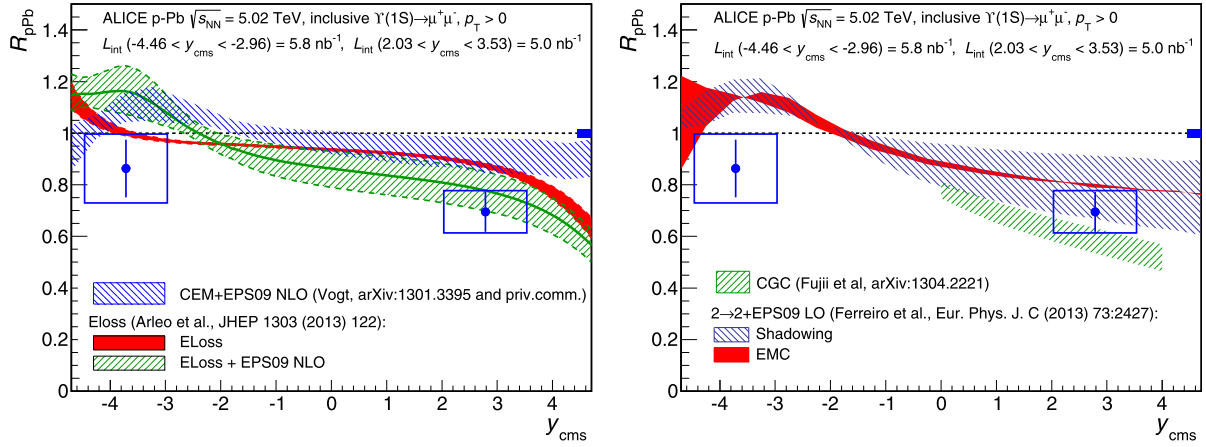 ALICE p-Pb √sNN = 5.02 TeV, inclusive ϒ(1S)→μ+μ-, pT > 0
Lint (-4.46 < ycms < -2.96) = 5.8 nb-1, Lint (2.03 < ycms < 3.53) = 5.0 nb-1
RpPb
1.4
1.2
1
0.8
0.6
0.4
0.2
0
CEM+EPS09 NLO (Vogt, arXiv:1301.3395 and priv.comm.)
Eloss (Arleo et al., JHEP 1303 (2013) 122):
ELoss
ELoss + EPS09 NLO
-4 -3 -2 -1 0 1 2 3 4
ycms
ALICE p-Pb √sNN = 5.02 TeV, inclusive ϒ(1S)→μ+μ-, pT > 0
Lint (-4.46 < ycms < -2.96) = 5.8 nb-1, Lint (2.03 < ycms < 3.53) = 5.0 nb-1
RpPb
1.4
1.2
1
0.8
0.6
0.4
0.2
0
CGC (Fujii et al, arXiv:1304.2221)
2→2+EPS09 LO (Ferreiro et al., Eur. Phys. J. C (2013) 73:2427):
Shadowing
EMC
-4 -3 -2 -1 0 1 2 3 4
ycms